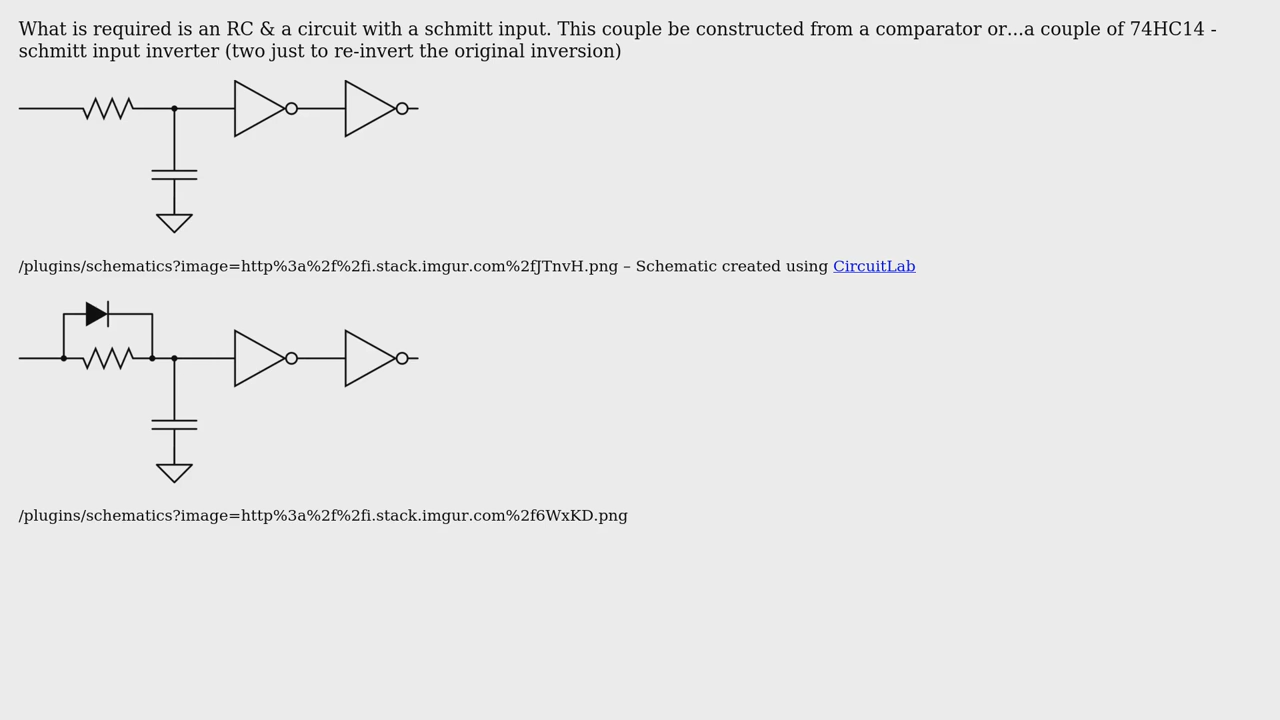 What is required is an RC & a circuit with a schmitt input. This couple be constructed from a comparator or...a couple of 74HC14 -
schmitt input inverter (two just to re-invert the original inversion)
/plugins/schematics?image=http%3a%2f%2fi.stack.imgur.com%2fJTnvH.png – Schematic created using CircuitLab
/plugins/schematics?image=http%3a%2f%2fi.stack.imgur.com%2f6WxKD.png